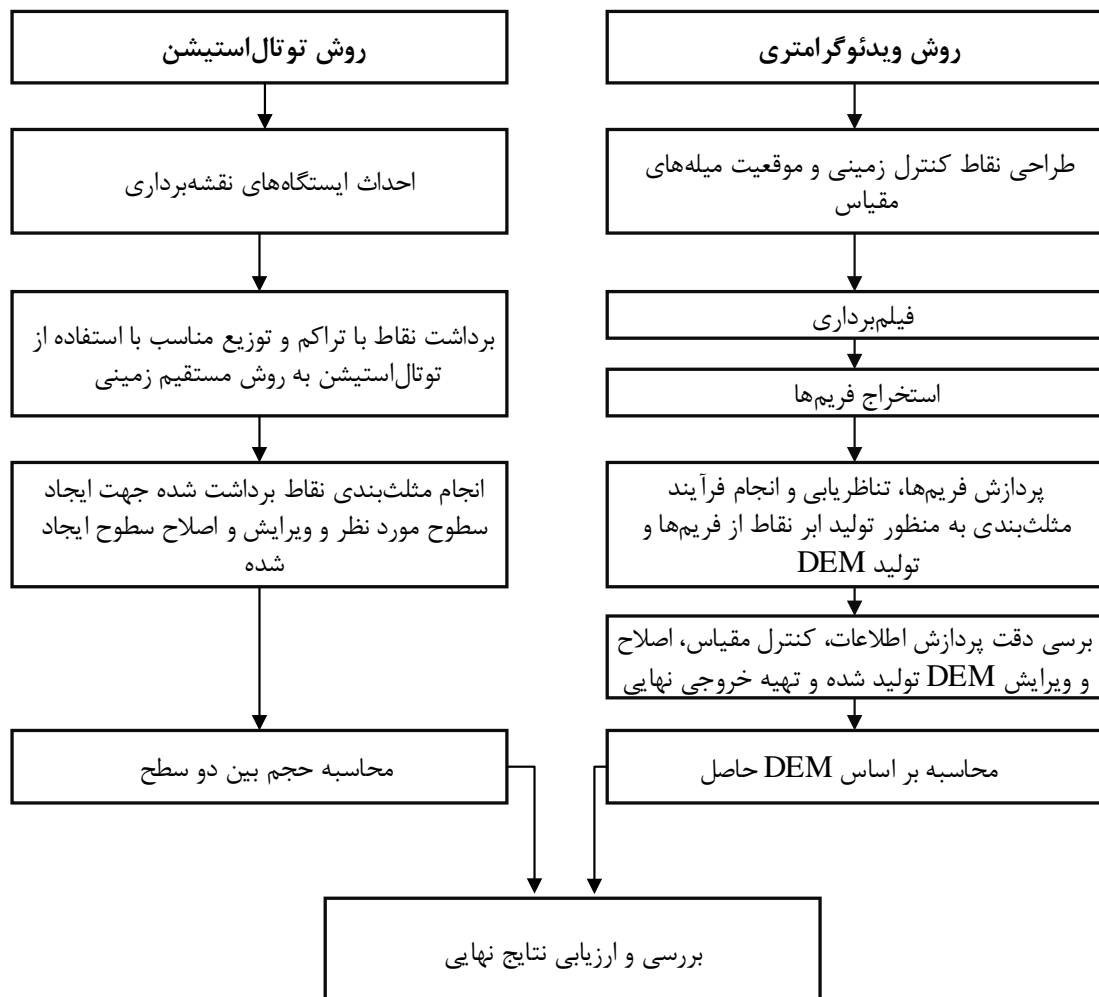 روش ویدئوگرامتری
طراحی نقاط کنترل زمینی و موقعیت میله‌های
مقیاس
فیلم‌برداری
استخراج فریم‌ها
پردازش فریم‌ها، تناظریابی و انجام فرآیند
مثلث‌بندی به منظور تولید ابر نقاط از فریم‌ها و
تولید DEM
برسی دقت پردازش اطلاعات، کنترل مقیاس، اصلاح
و ویرایش DEM تولید شده و تهیه خروجی نهایی
محاسبه بر اساس DEM حاصل
روش توتال‌استیشن
احداث ایستگاه‌های نقشه‌برداری
برداشت نقاط با تراکم و توزیع مناسب با استفاده از
توتال‌استیشن به روش مستقیم زمینی
انجام مثلث‌بندی نقاط برداشت شده جهت ایجاد
سطوح مورد نظر و ویرایش و اصلاح سطوح ایجاد
شده
محاسبه حجم بین دو سطح
بررسی و ارزیابی نتایج نهایی